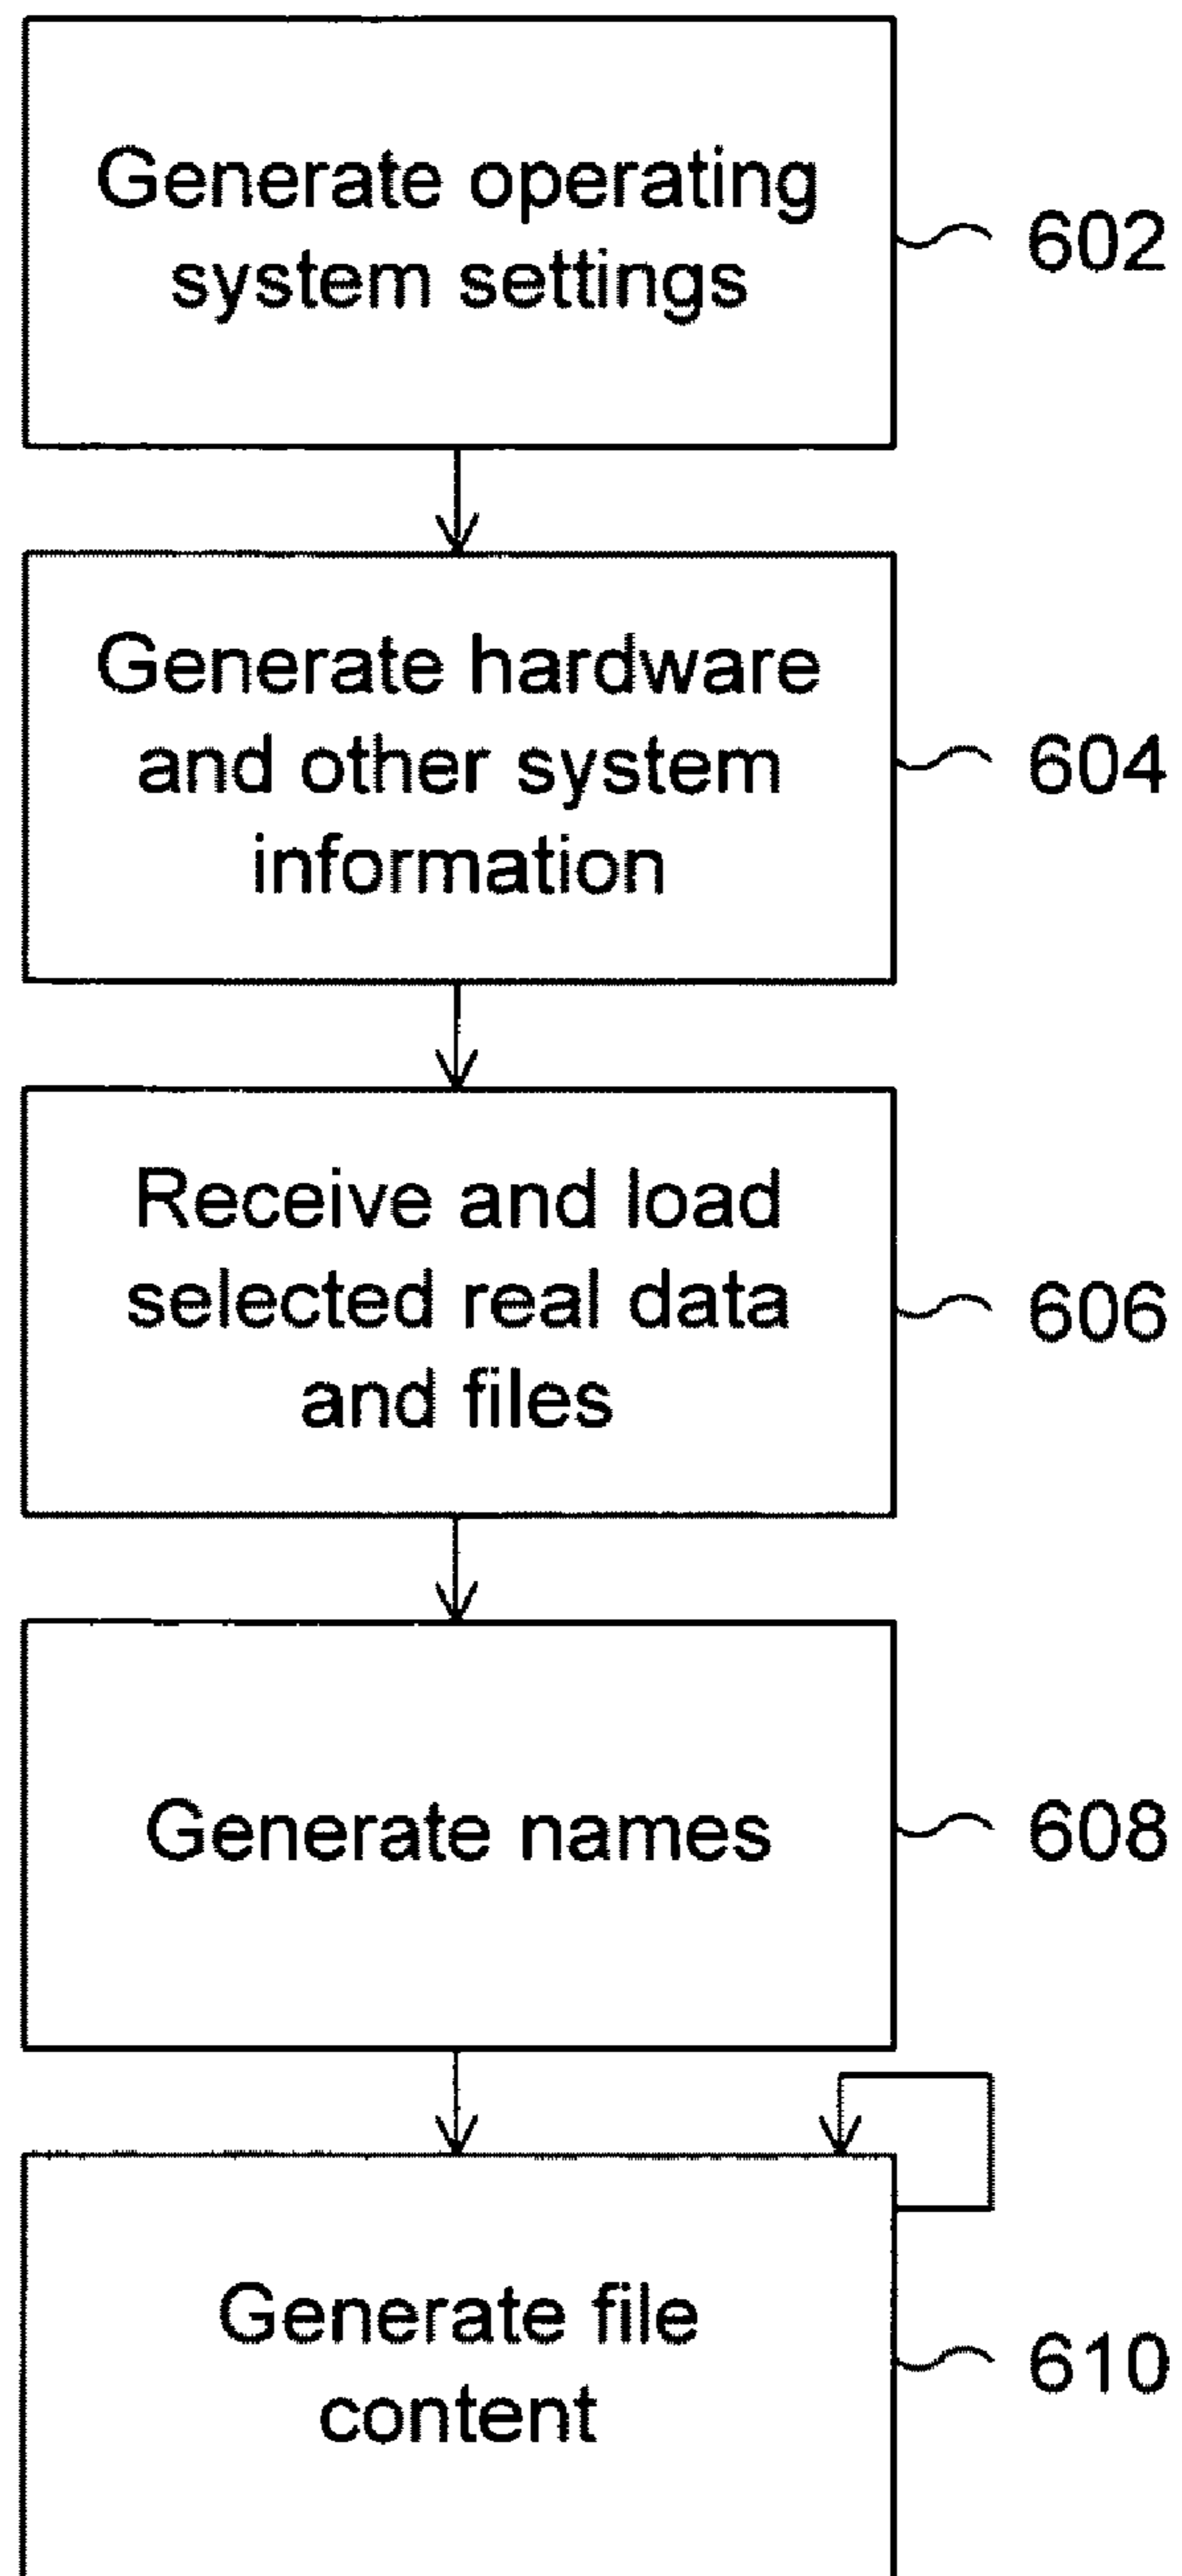 Generate operating
system settings
602
Generate hardware
and other system
information
604
Receive and load
selected real data
and files
606
Generate names
608
Generate file
content
610